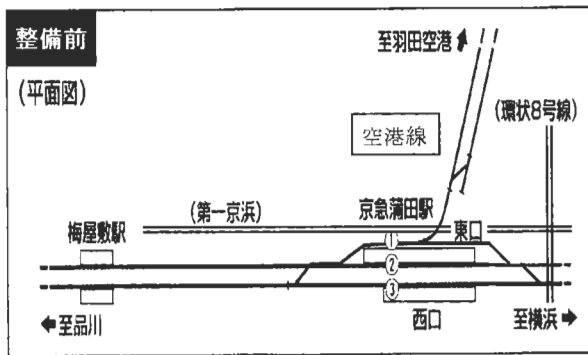 整備前
(平面図)
至羽田空港
空港線
(環状8号線)
(第一京浜)
京急蒲田駅
東口
梅屋敷駅
①
②
③
←至品川
西口
至横浜→